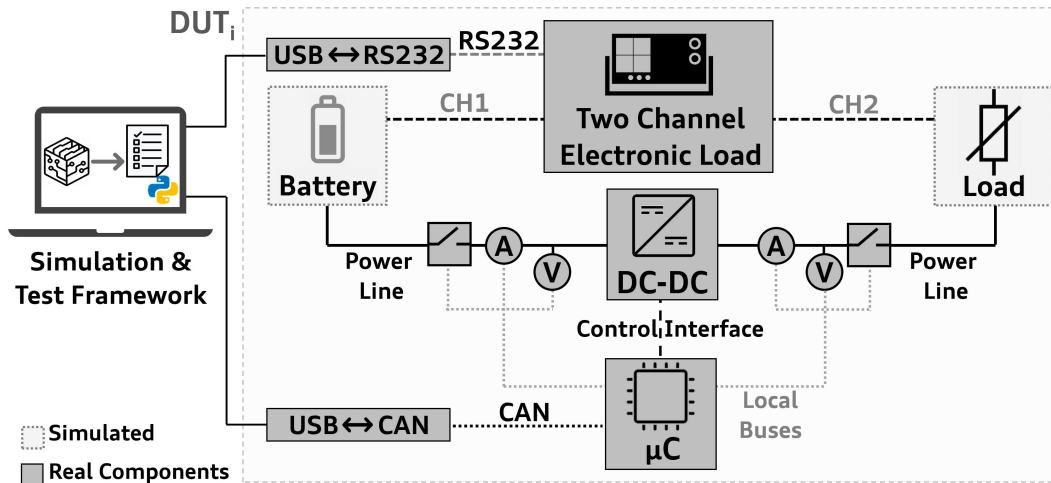 DUTi
USB↔RS232
RS232
CH1
CH2
Two Channel
Electronic Load
Battery
Load
Simulation &
Test Framework
Power
Line
A
V
DC-DC
A
V
Power
Line
Control Interface
USB↔CAN
CAN
µC
Local
Buses
Simulated
Real Components